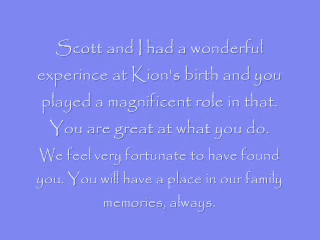 Scott and I had a wonderful
experince at Kion's birth and you
played a magnificent role in that.
You are great at what you do.
We feel very fortunate to have found
you. You will have a place in our family
memories, always.